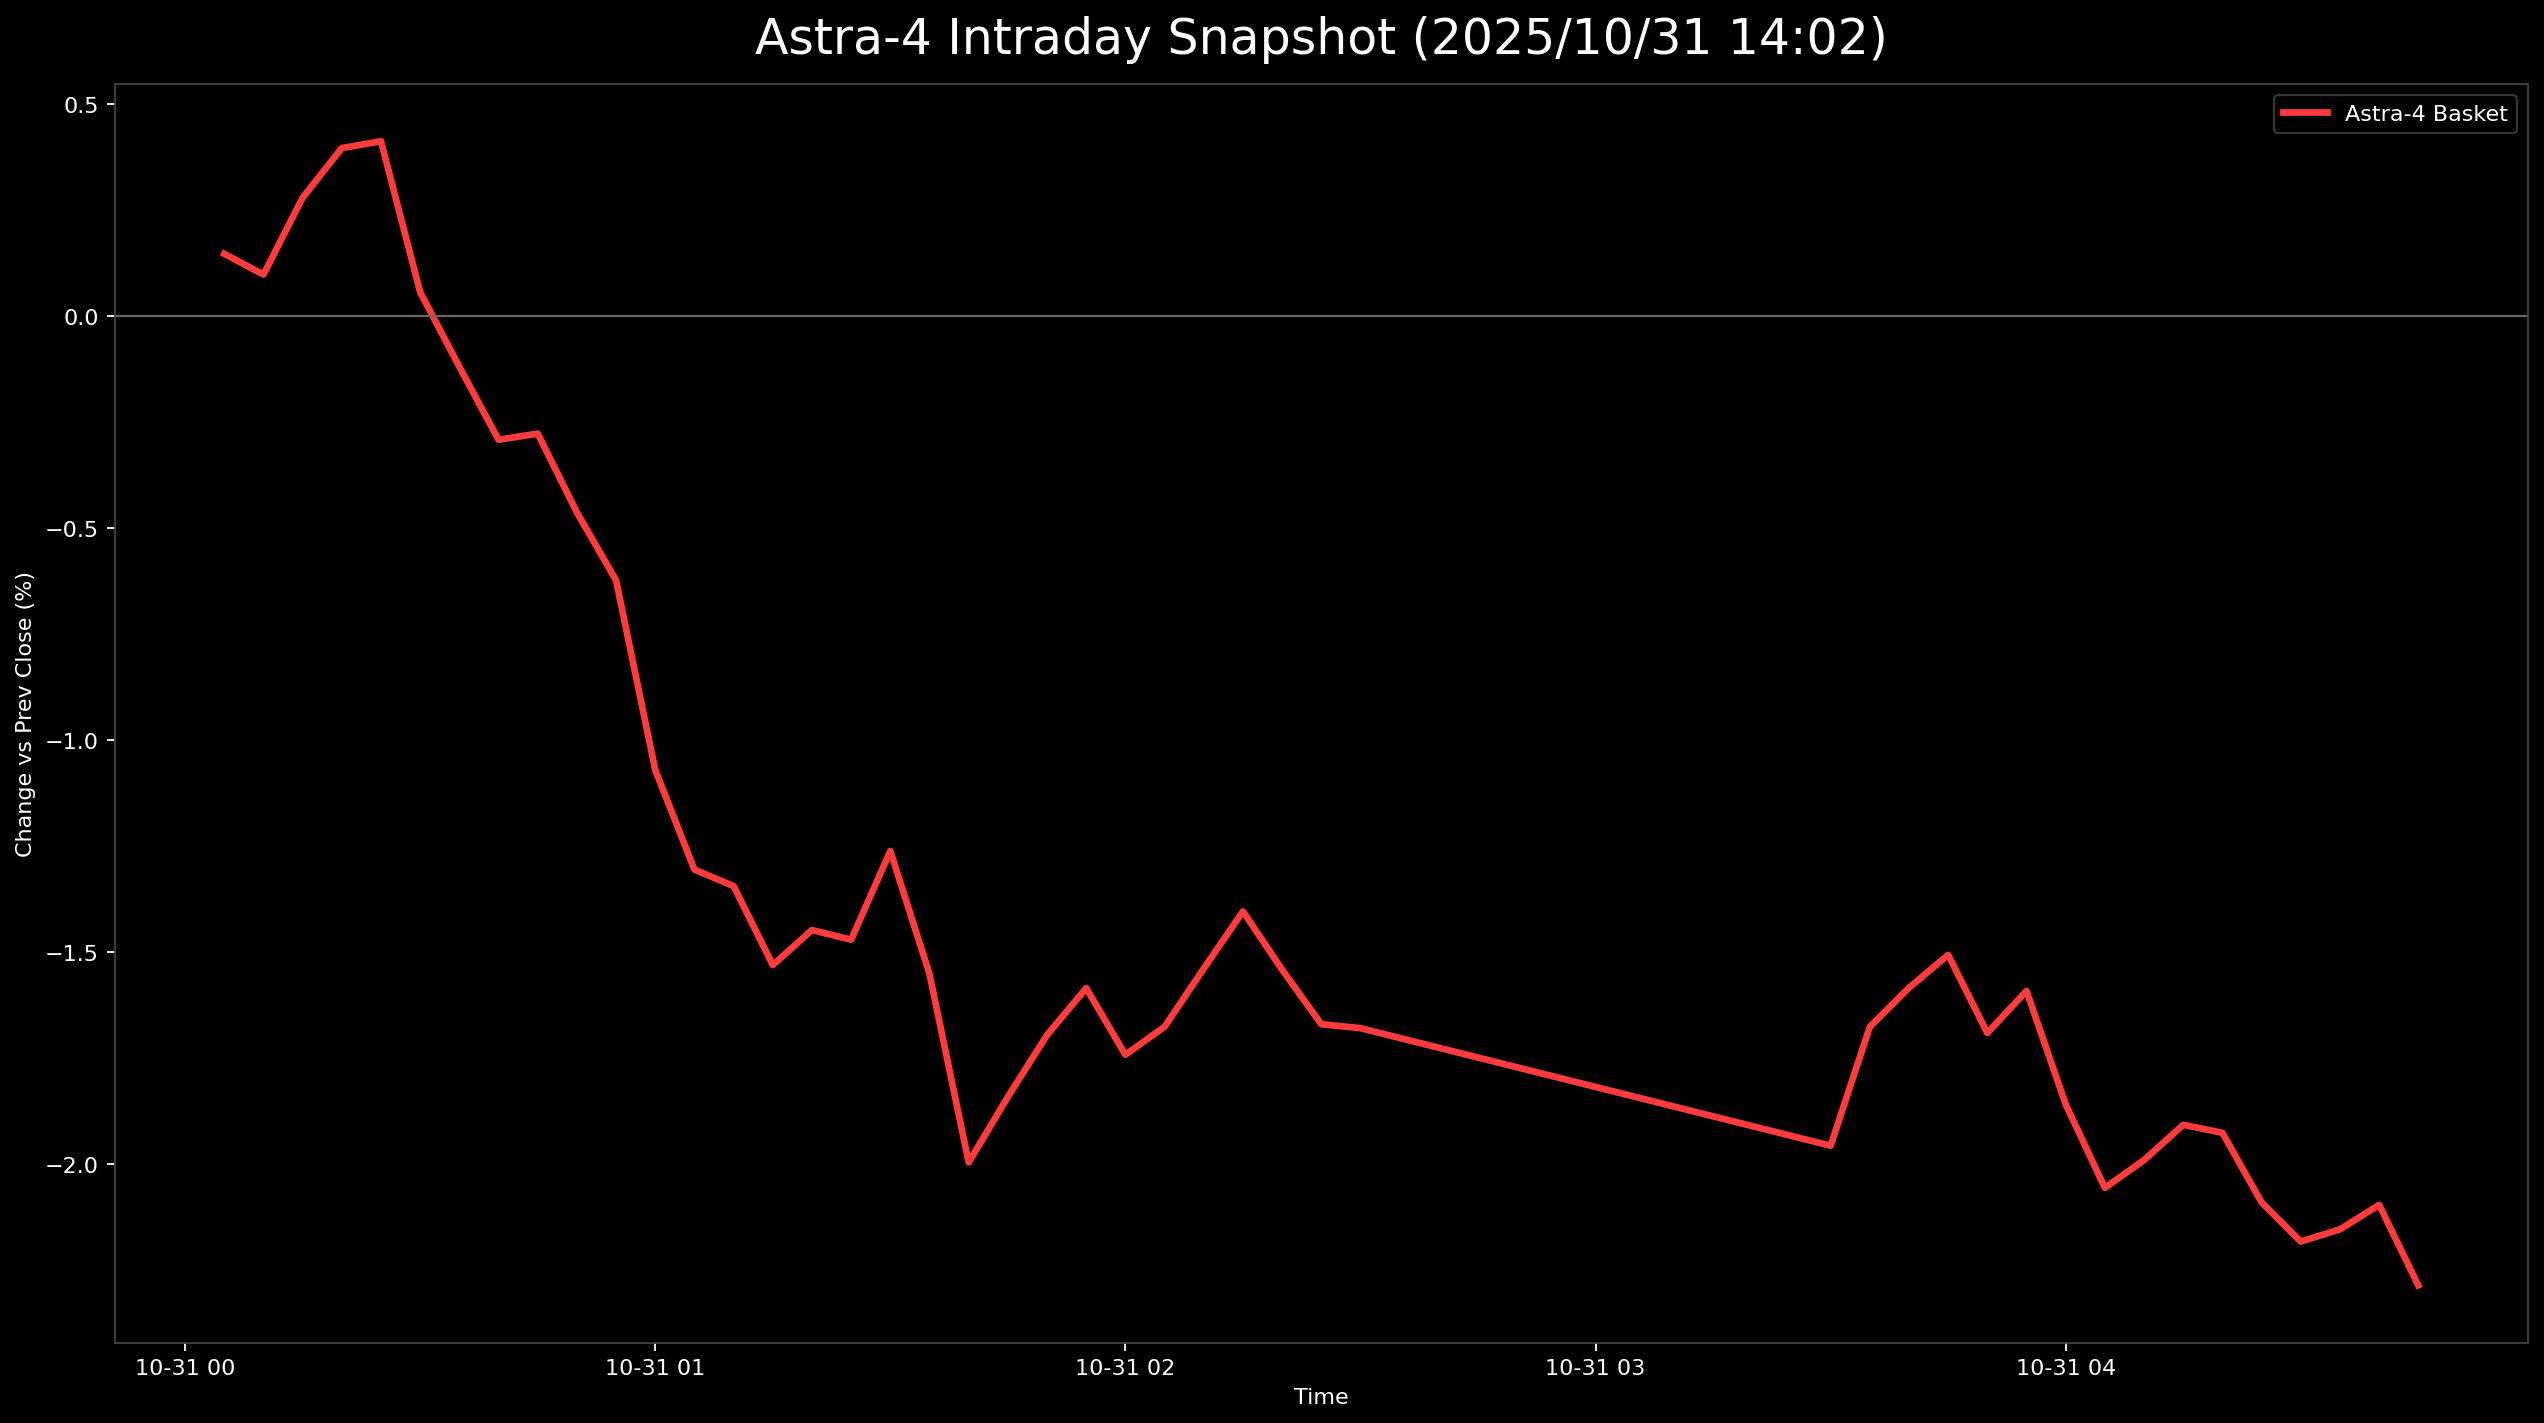 Astra-4 Intraday Snapshot (2025/10/31 14:02)
Astra-4 Basket
Change vs Prev Close (%)
0.5
0.0
−0.5
−1.0
−1.5
−2.0
10-31 00
10-31 01
10-31 02
10-31 03
10-31 04
Time